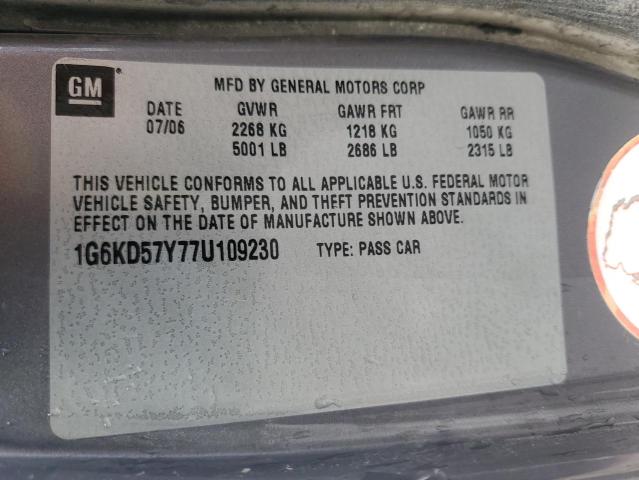 GM
MFD BY GENERAL MOTORS CORP
DATE GVWR GAWR FRT GAWR RR
07/06 2268 KG 1218 KG 1050 KG
5001 LB 2686 LB 2315 LB
THIS VEHICLE CONFORMS TO ALL APPLICABLE U.S. FEDERAL MOTOR
VEHICLE SAFETY, BUMPER, AND THEFT PREVENTION STANDARDS IN
EFFECT ON THE DATE OF MANUFACTURE SHOWN ABOVE.
1G6KD57Y77U109230 TYPE: PASS CAR